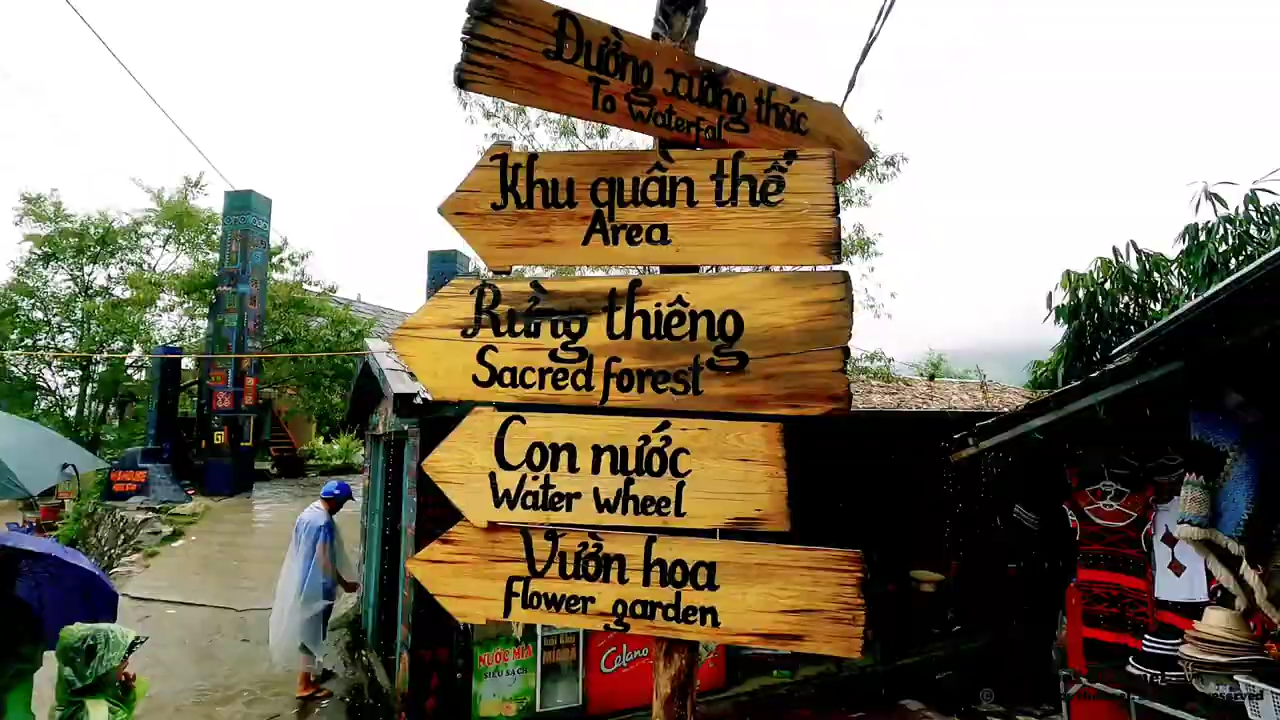 Đường xuống thác
To Waterfal
Khu quần thể
Area
Rừng thiêng
Sacred forest
Con nước
Water wheel
Vườn hoa
Flower garden
NƯỚC MÍA
SIÊU SẠCH
Celano
©